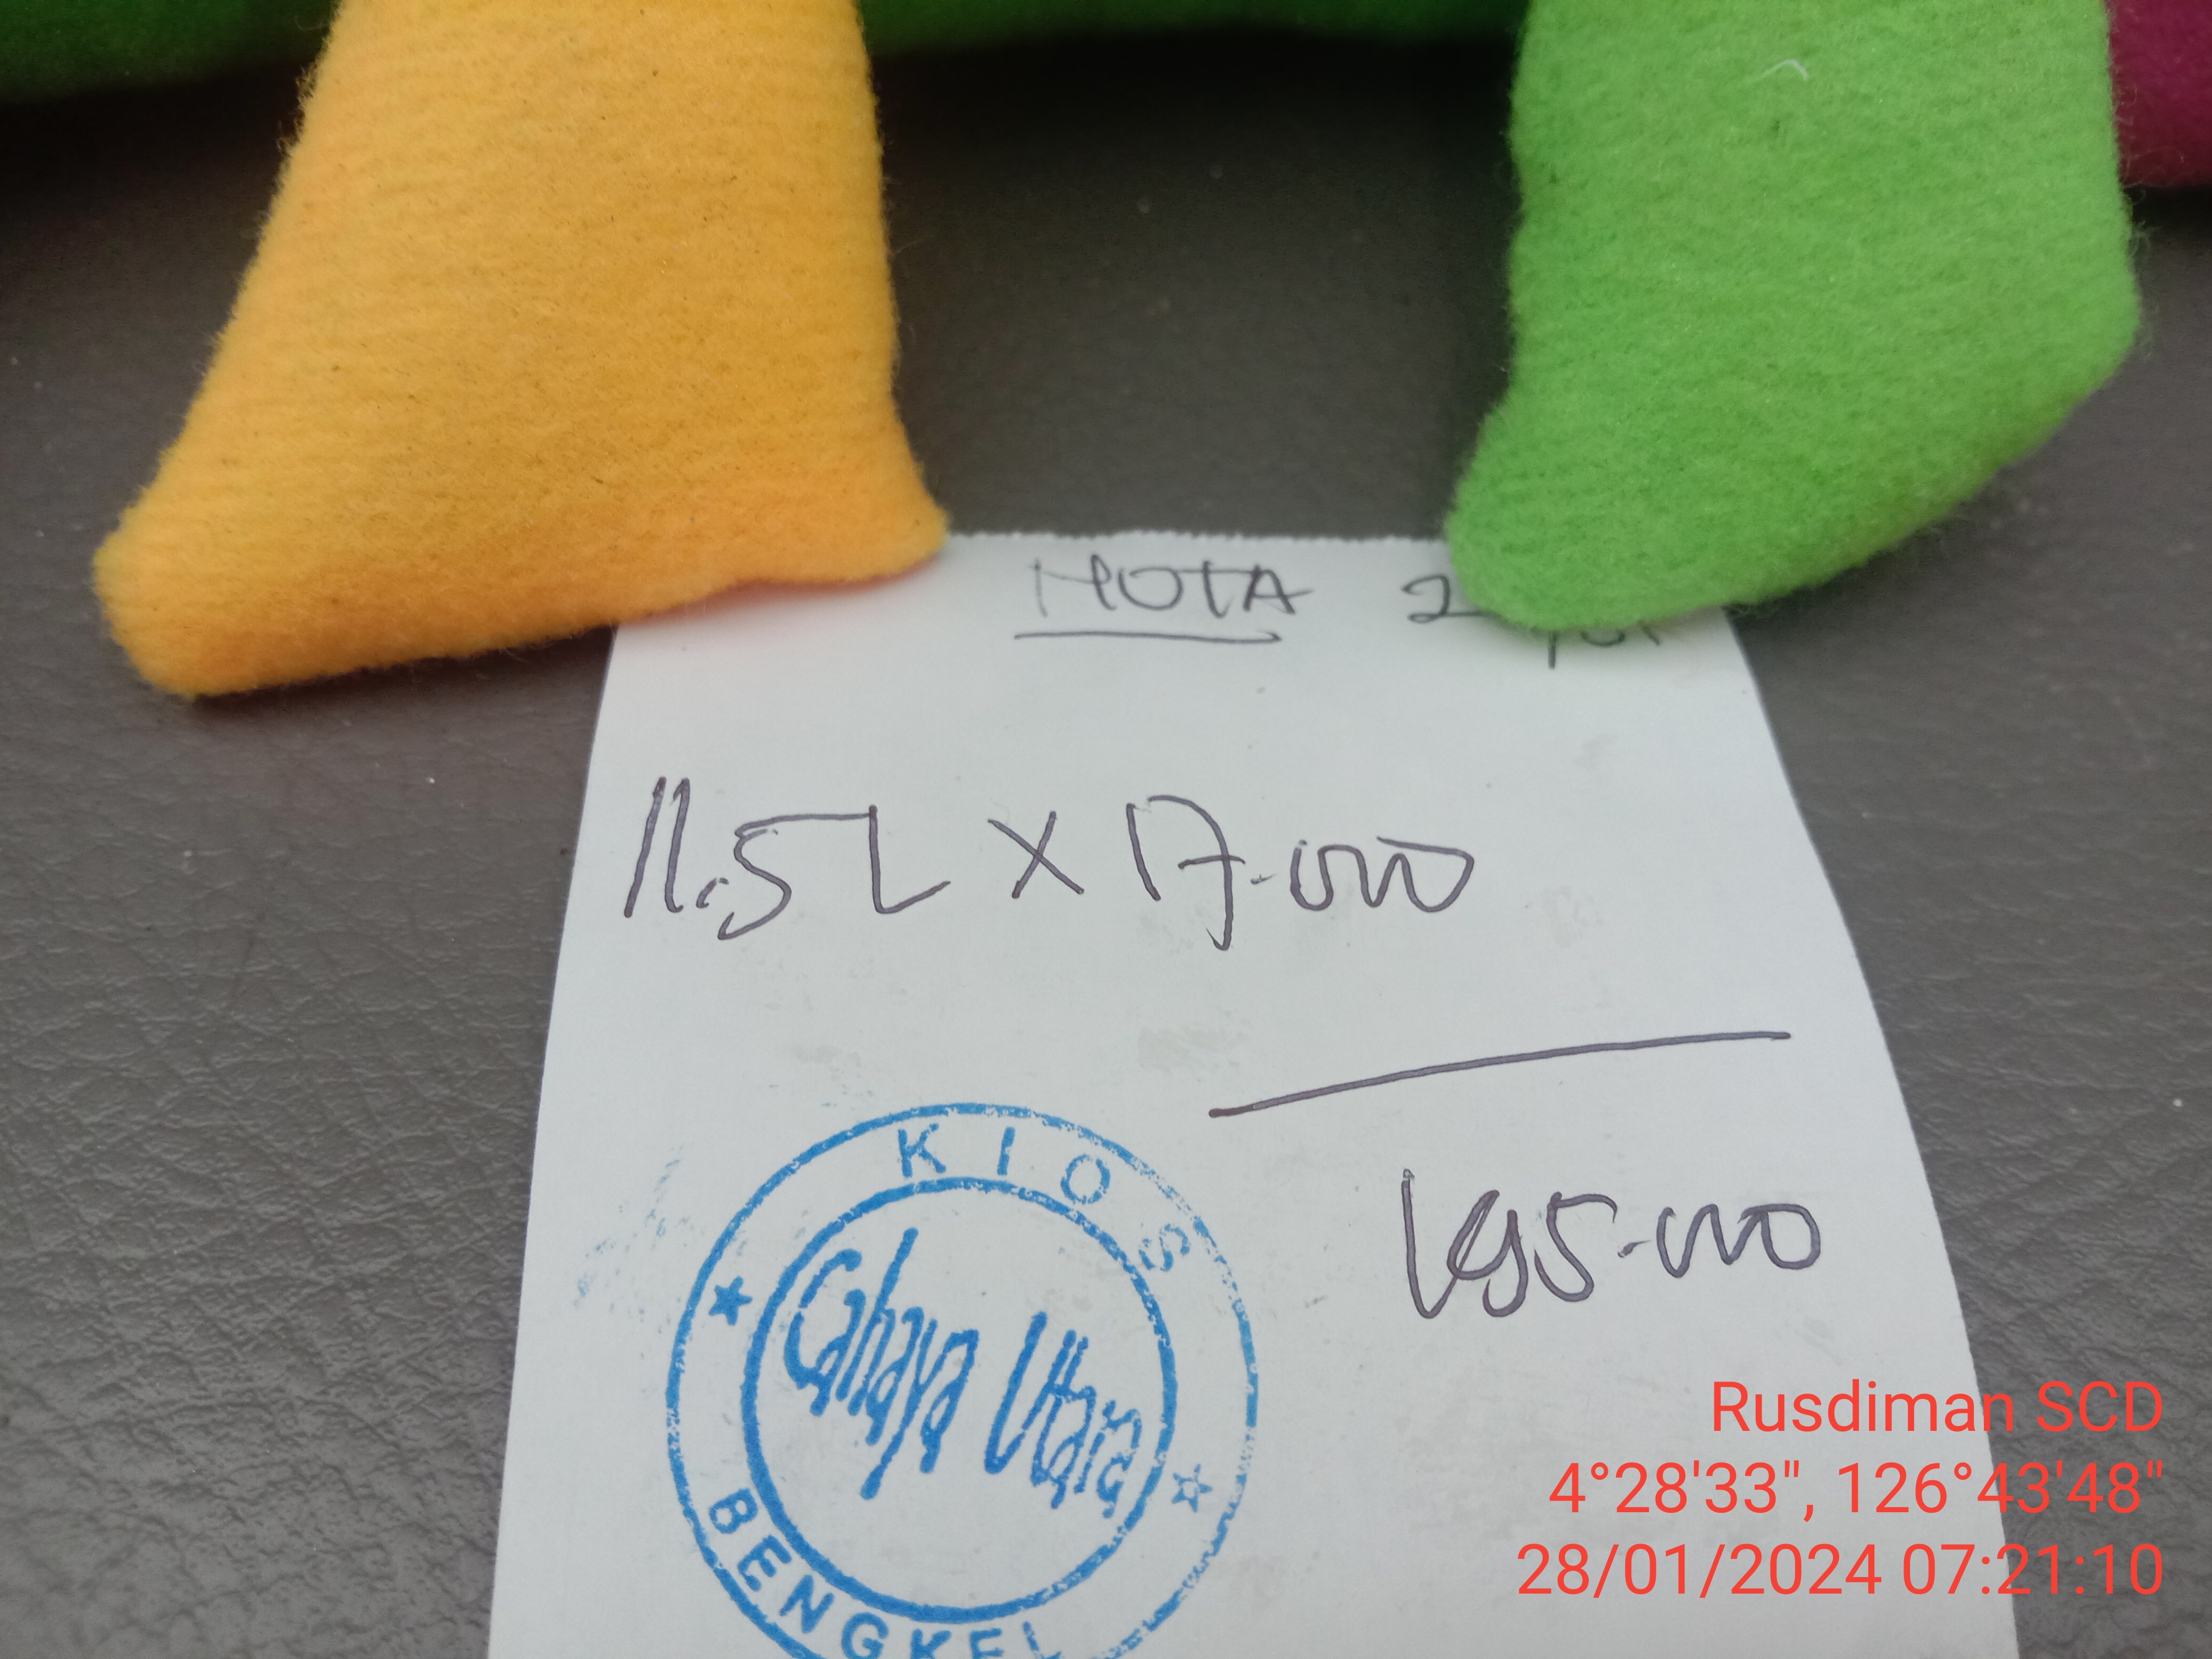 NOTA 2
11.5 L X 17.000
195.000
KIOS
Cahaya Utara
BENGKEL
Rusdiman SCD
4°28'33", 126°43'48"
28/01/2024 07:21:10